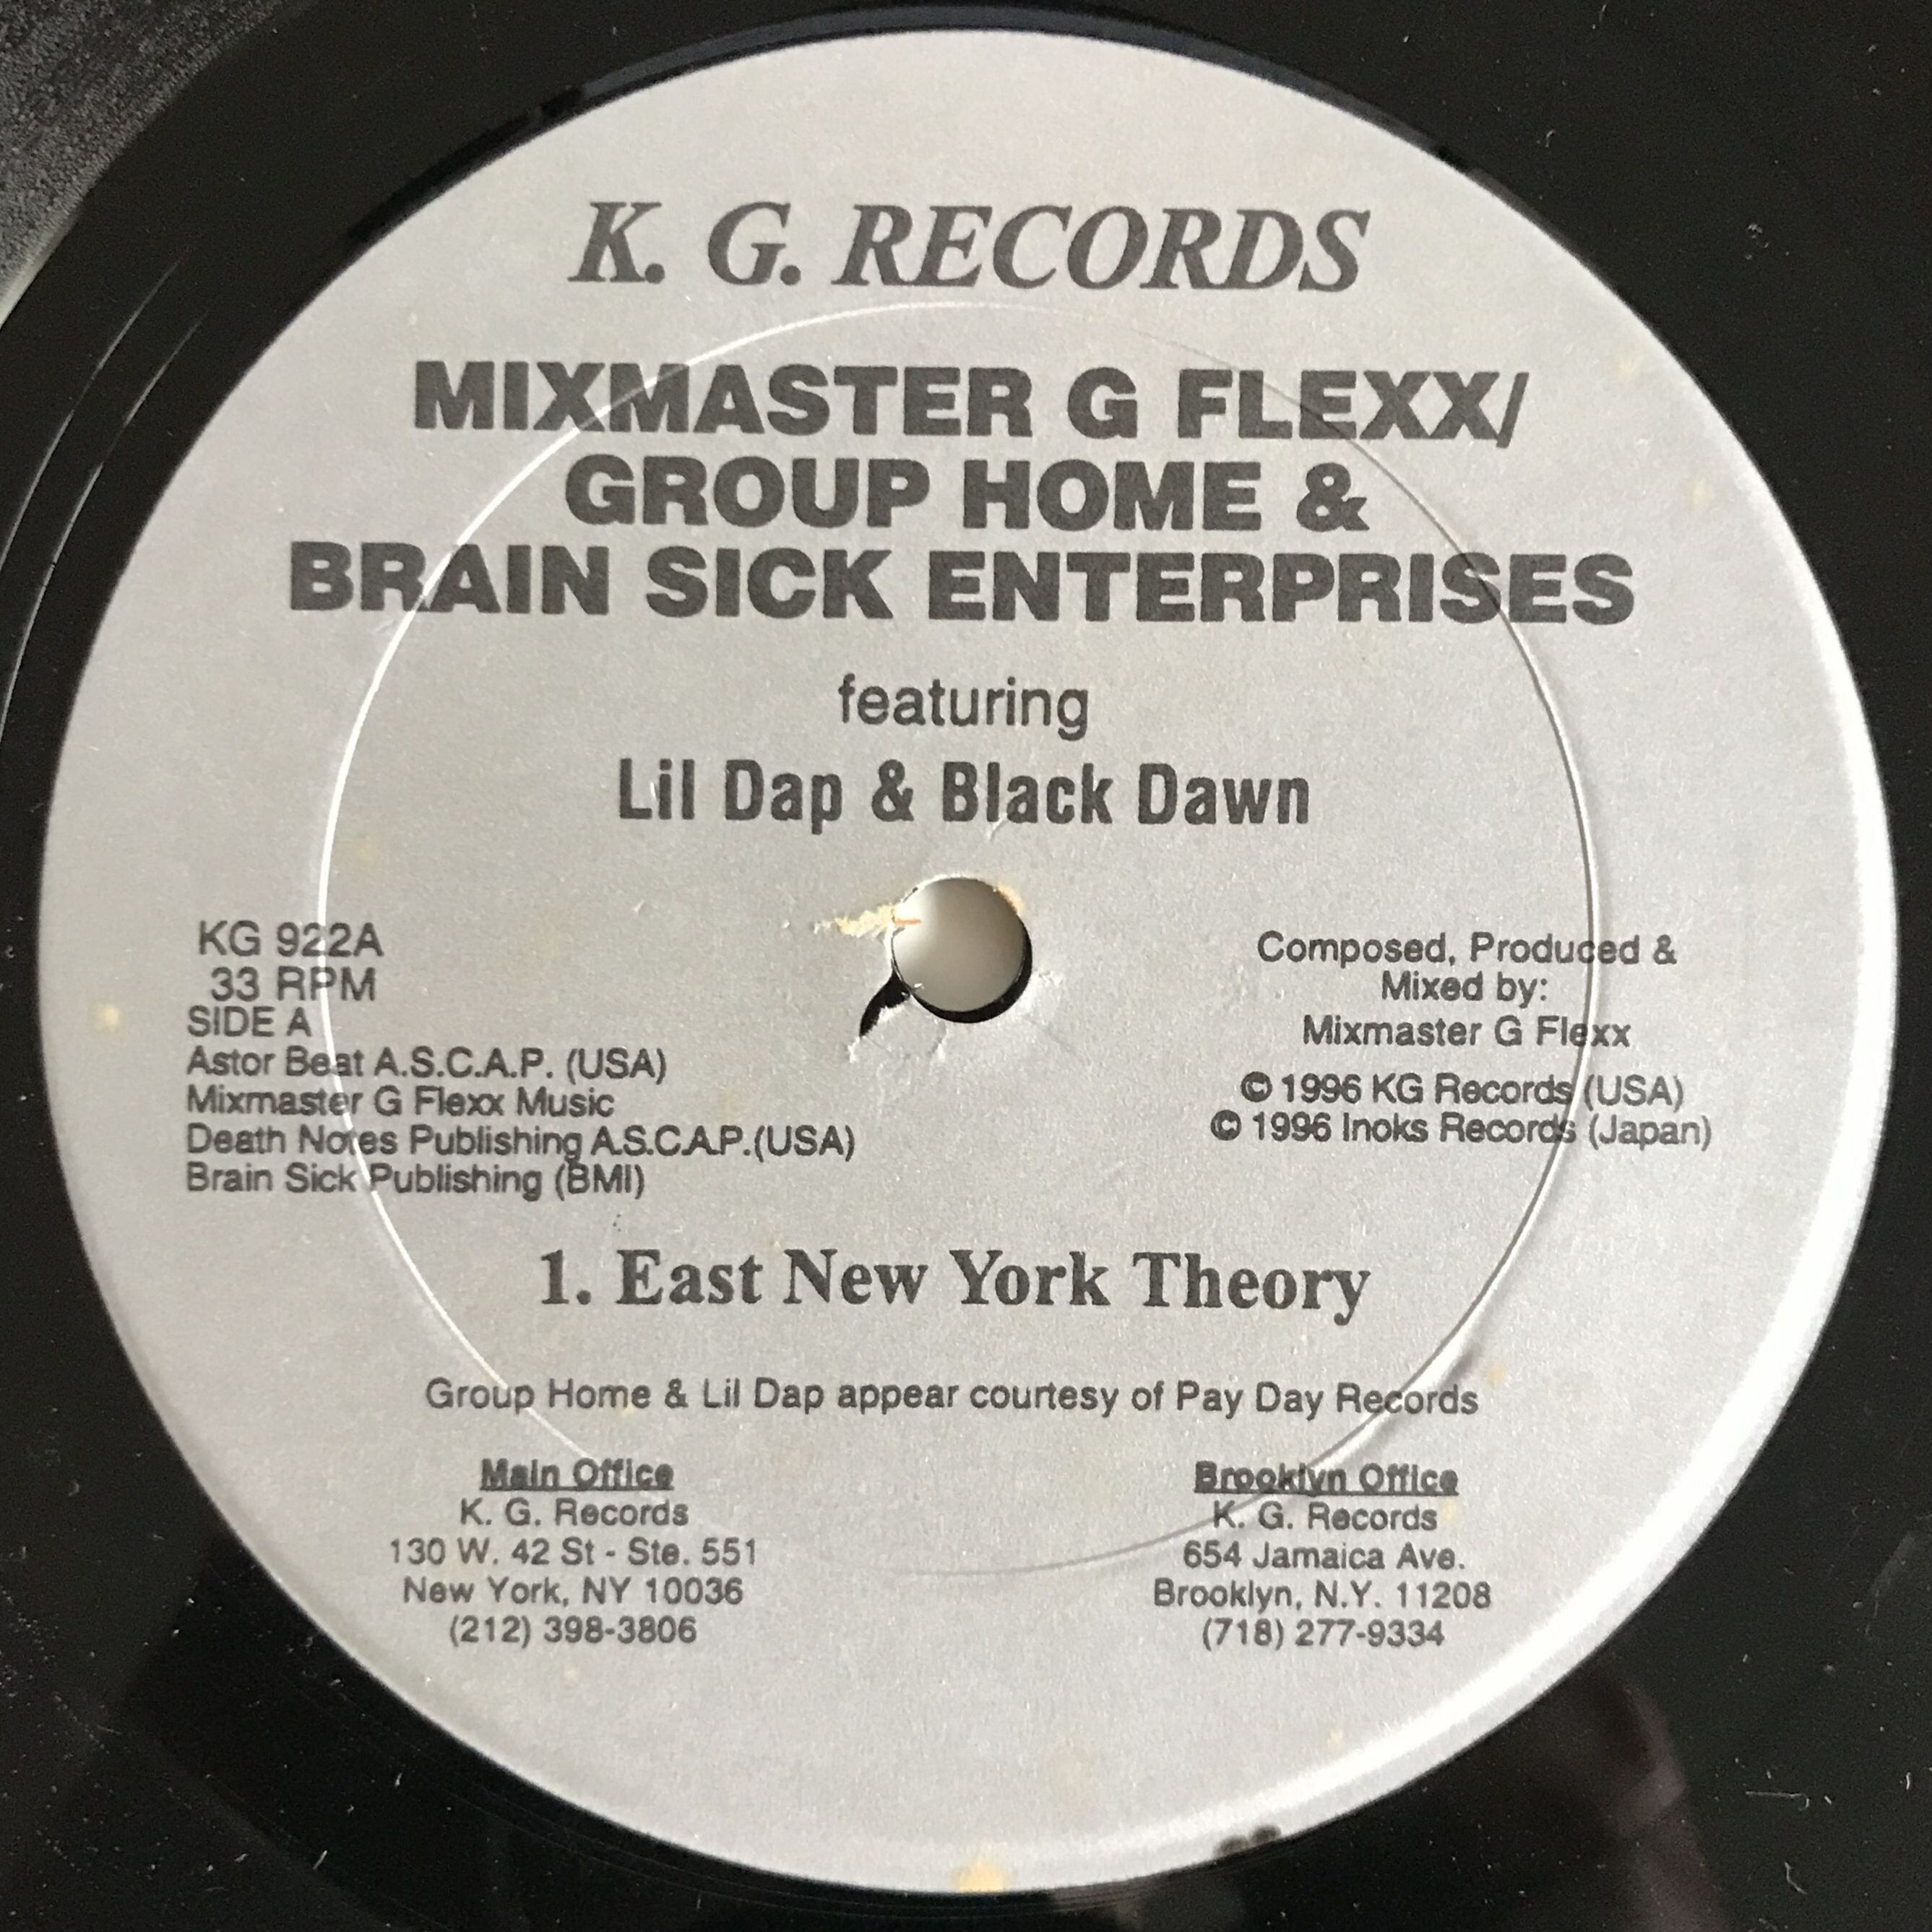 K. G. RECORDS
MIXMASTER G FLEXX/
GROUP HOME &
BRAIN SICK ENTERPRISES
featuring
Lil Dap & Black Dawn
KG 922A
33 RPM
SIDE A
Astor Beat A.S.C.A.P. (USA)
Mixmaster G Flexx Music
Death Notes Publishing A.S.C.A.P.(USA)
Brain Sick Publishing (BMI)
Composed, Produced &
Mixed by:
Mixmaster G Flexx
© 1996 KG Records (USA)
© 1996 Inoks Records (Japan)
1. East New York Theory
Group Home & Lil Dap appear courtesy of Pay Day Records
Main Office
K. G. Records
130 W. 42 St - Ste. 551
New York, NY 10036
(212) 398-3806
Brooklyn Office
K. G. Records
654 Jamaica Ave.
Brooklyn, N.Y. 11208
(718) 277-9334